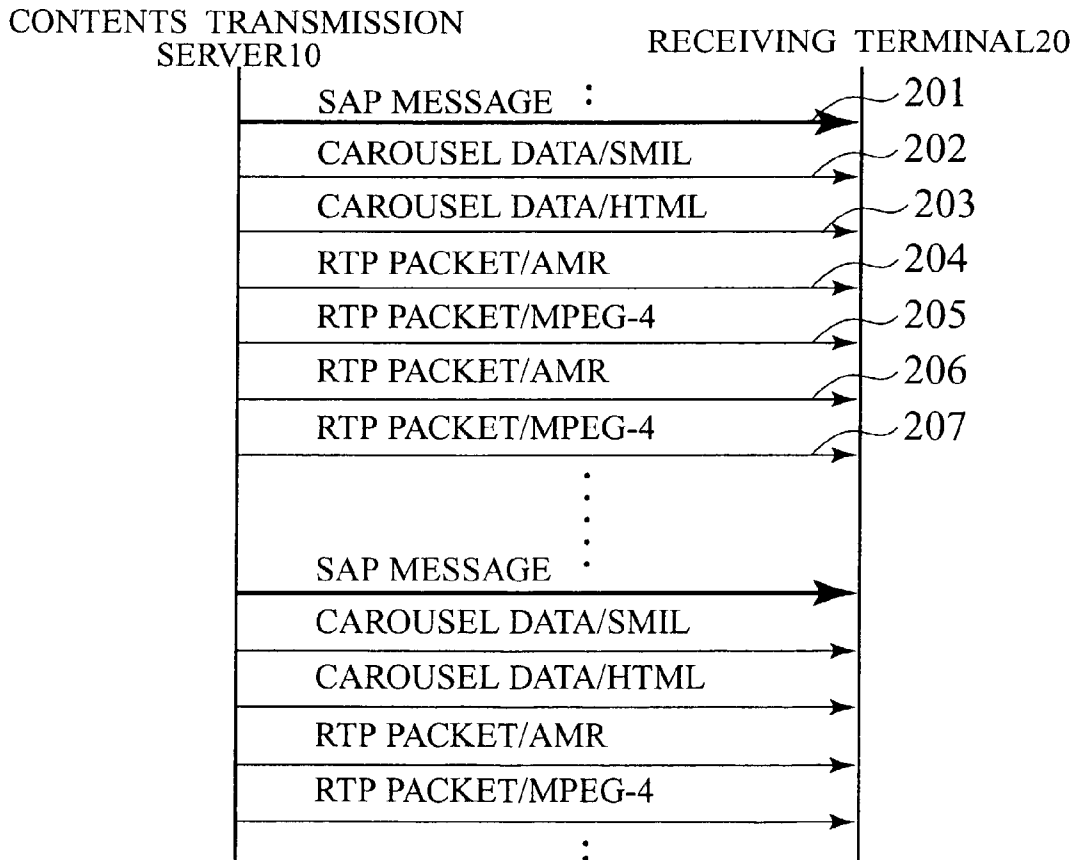 CONTENTS TRANSMISSION
SERVER10
RECEIVING TERMINAL20
SAP MESSAGE
201
CAROUSEL DATA/SMIL
202
CAROUSEL DATA/HTML
203
RTP PACKET/AMR
204
RTP PACKET/MPEG-4
205
RTP PACKET/AMR
206
RTP PACKET/MPEG-4
207
SAP MESSAGE
CAROUSEL DATA/SMIL
CAROUSEL DATA/HTML
RTP PACKET/AMR
RTP PACKET/MPEG-4